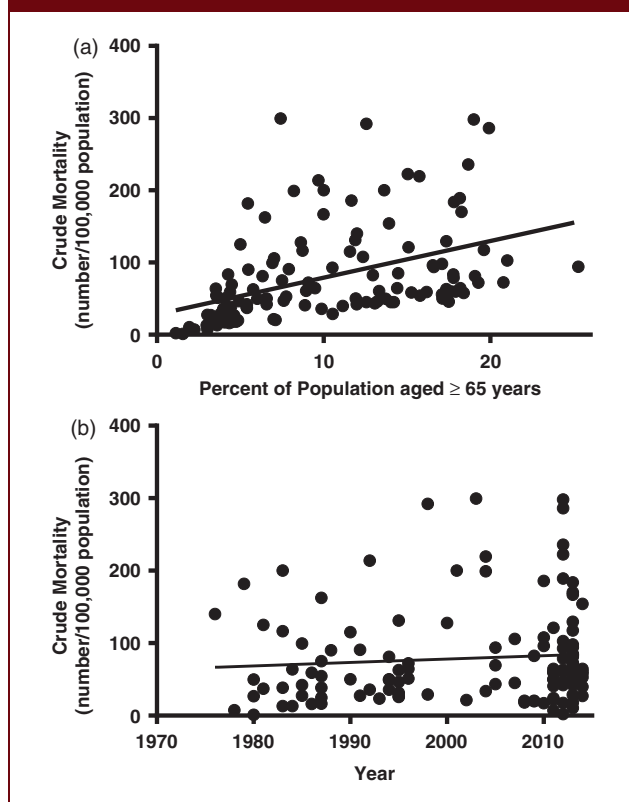 (a)
400
300
200
100
0
Crude Mortality
(number/100,000 population)
0 10 20
Percent of Population aged ≥ 65 years
(b)
400
300
200
100
0
Crude Mortality
(number/100,000 population)
1970 1980 1990 2000 2010
Year